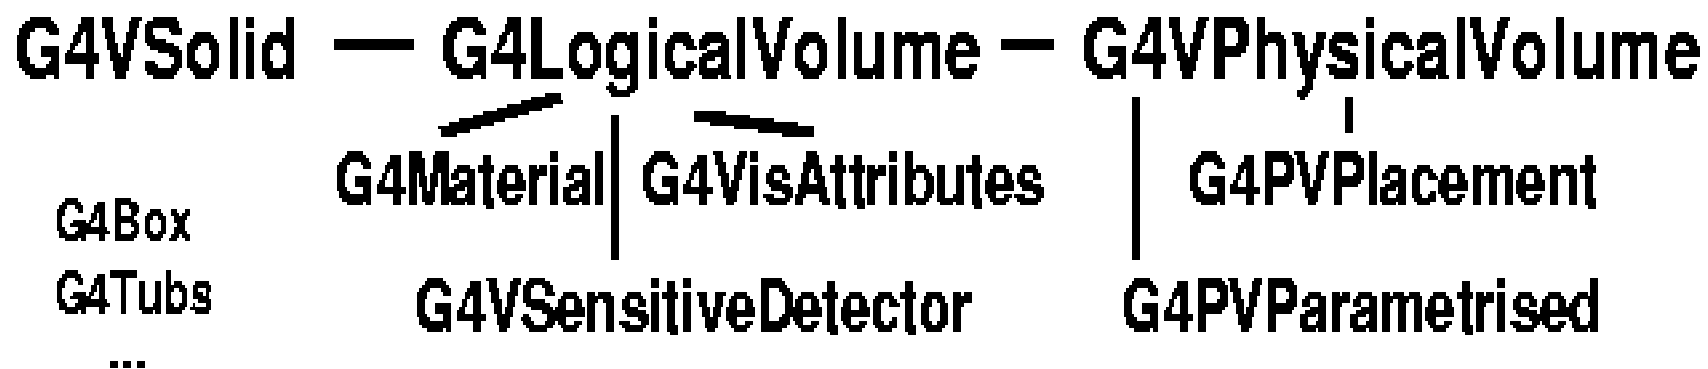 G4VSolid — G4LogicalVolume — G4VPhysicalVolume
G4Material G4VisAttributes G4PVPlacement
G4Box
G4Tubs
G4VSensitiveDetector G4PVParametrised
...